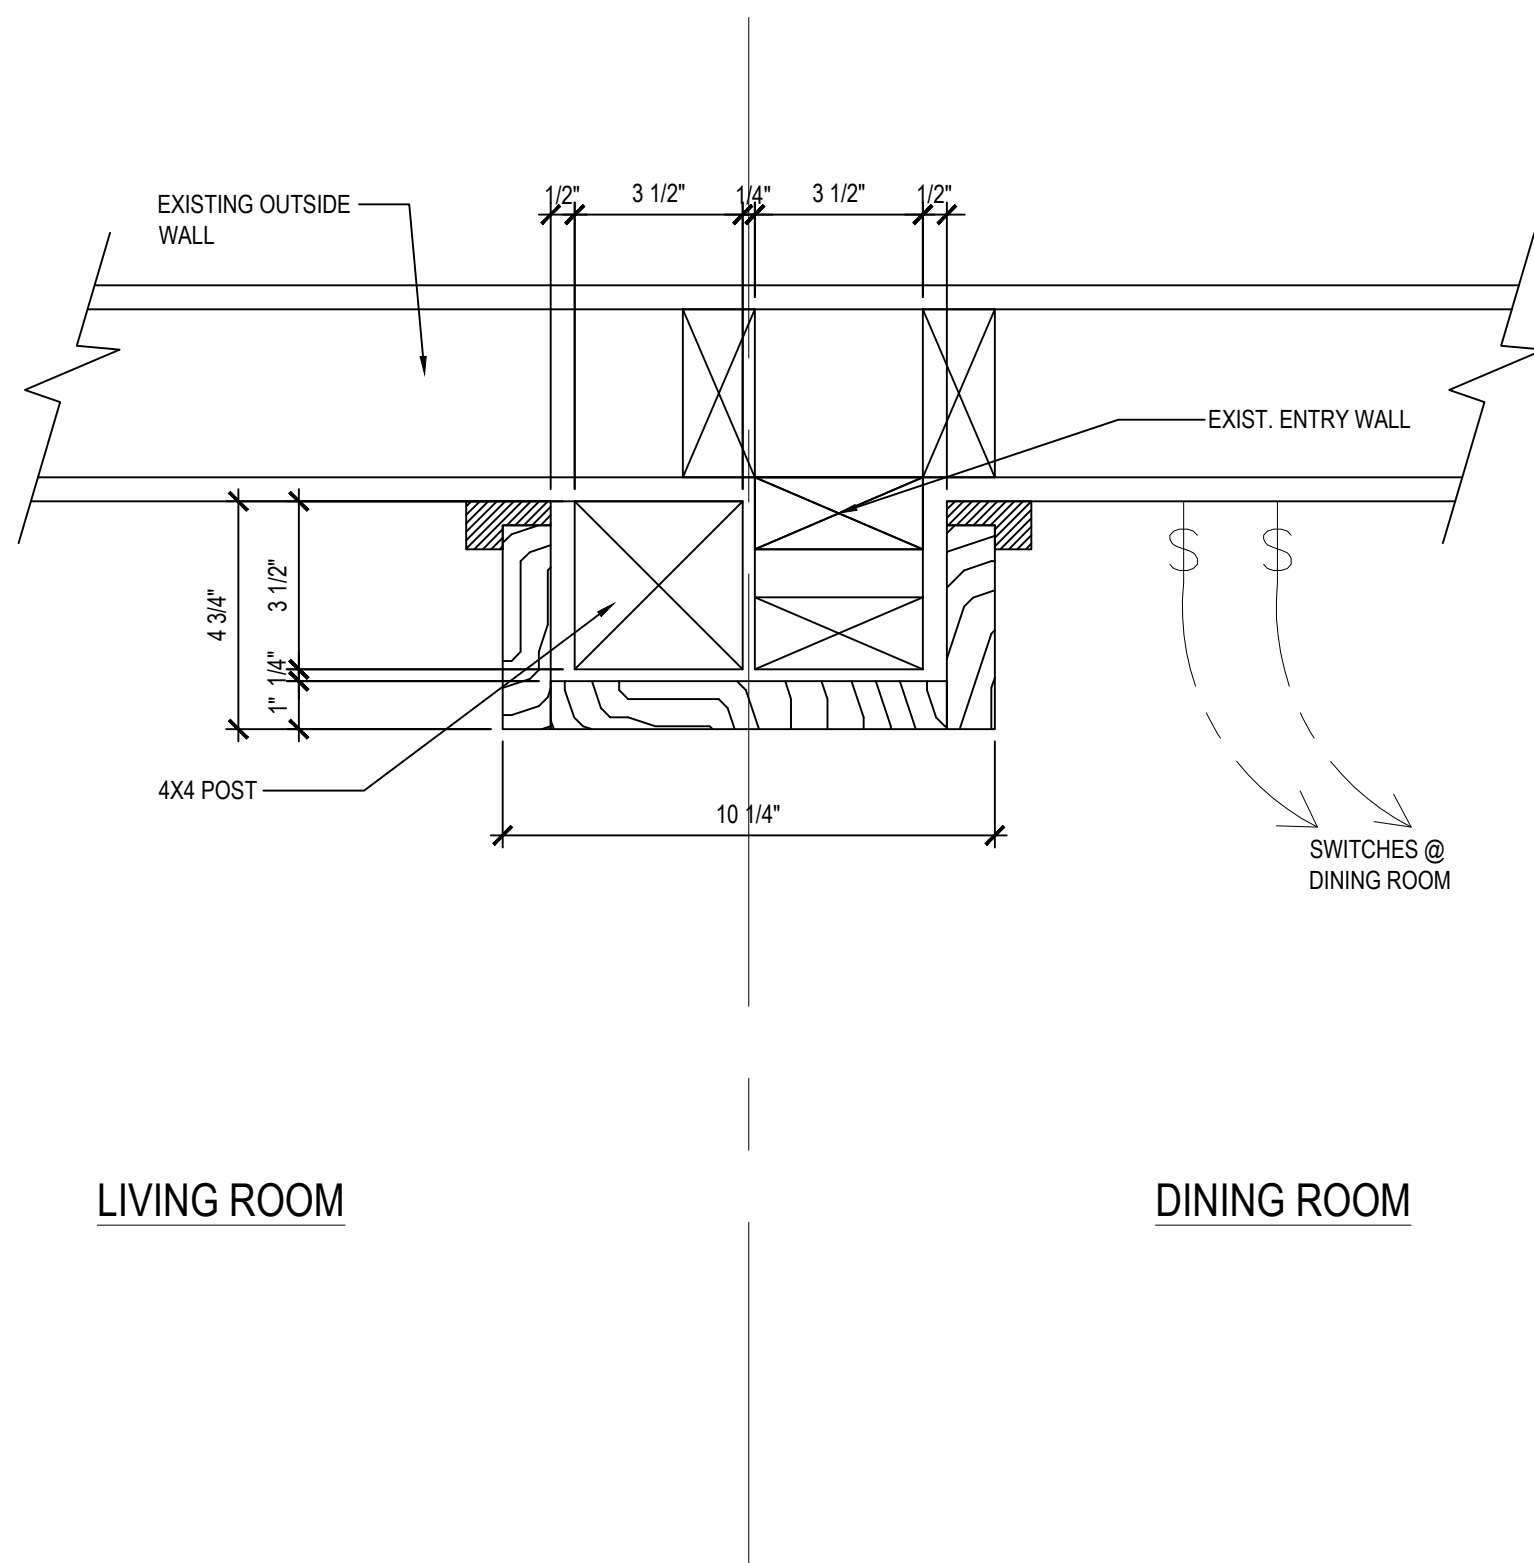 1/2"
3 1/2"
1/4"
3 1/2"
1/2"
EXISTING OUTSIDE
WALL
EXIST. ENTRY WALL
S
S
4 3/4"
3 1/2"
1/4"
1"
4X4 POST
10 1/4"
SWITCHES @
DINING ROOM
LIVING ROOM
DINING ROOM